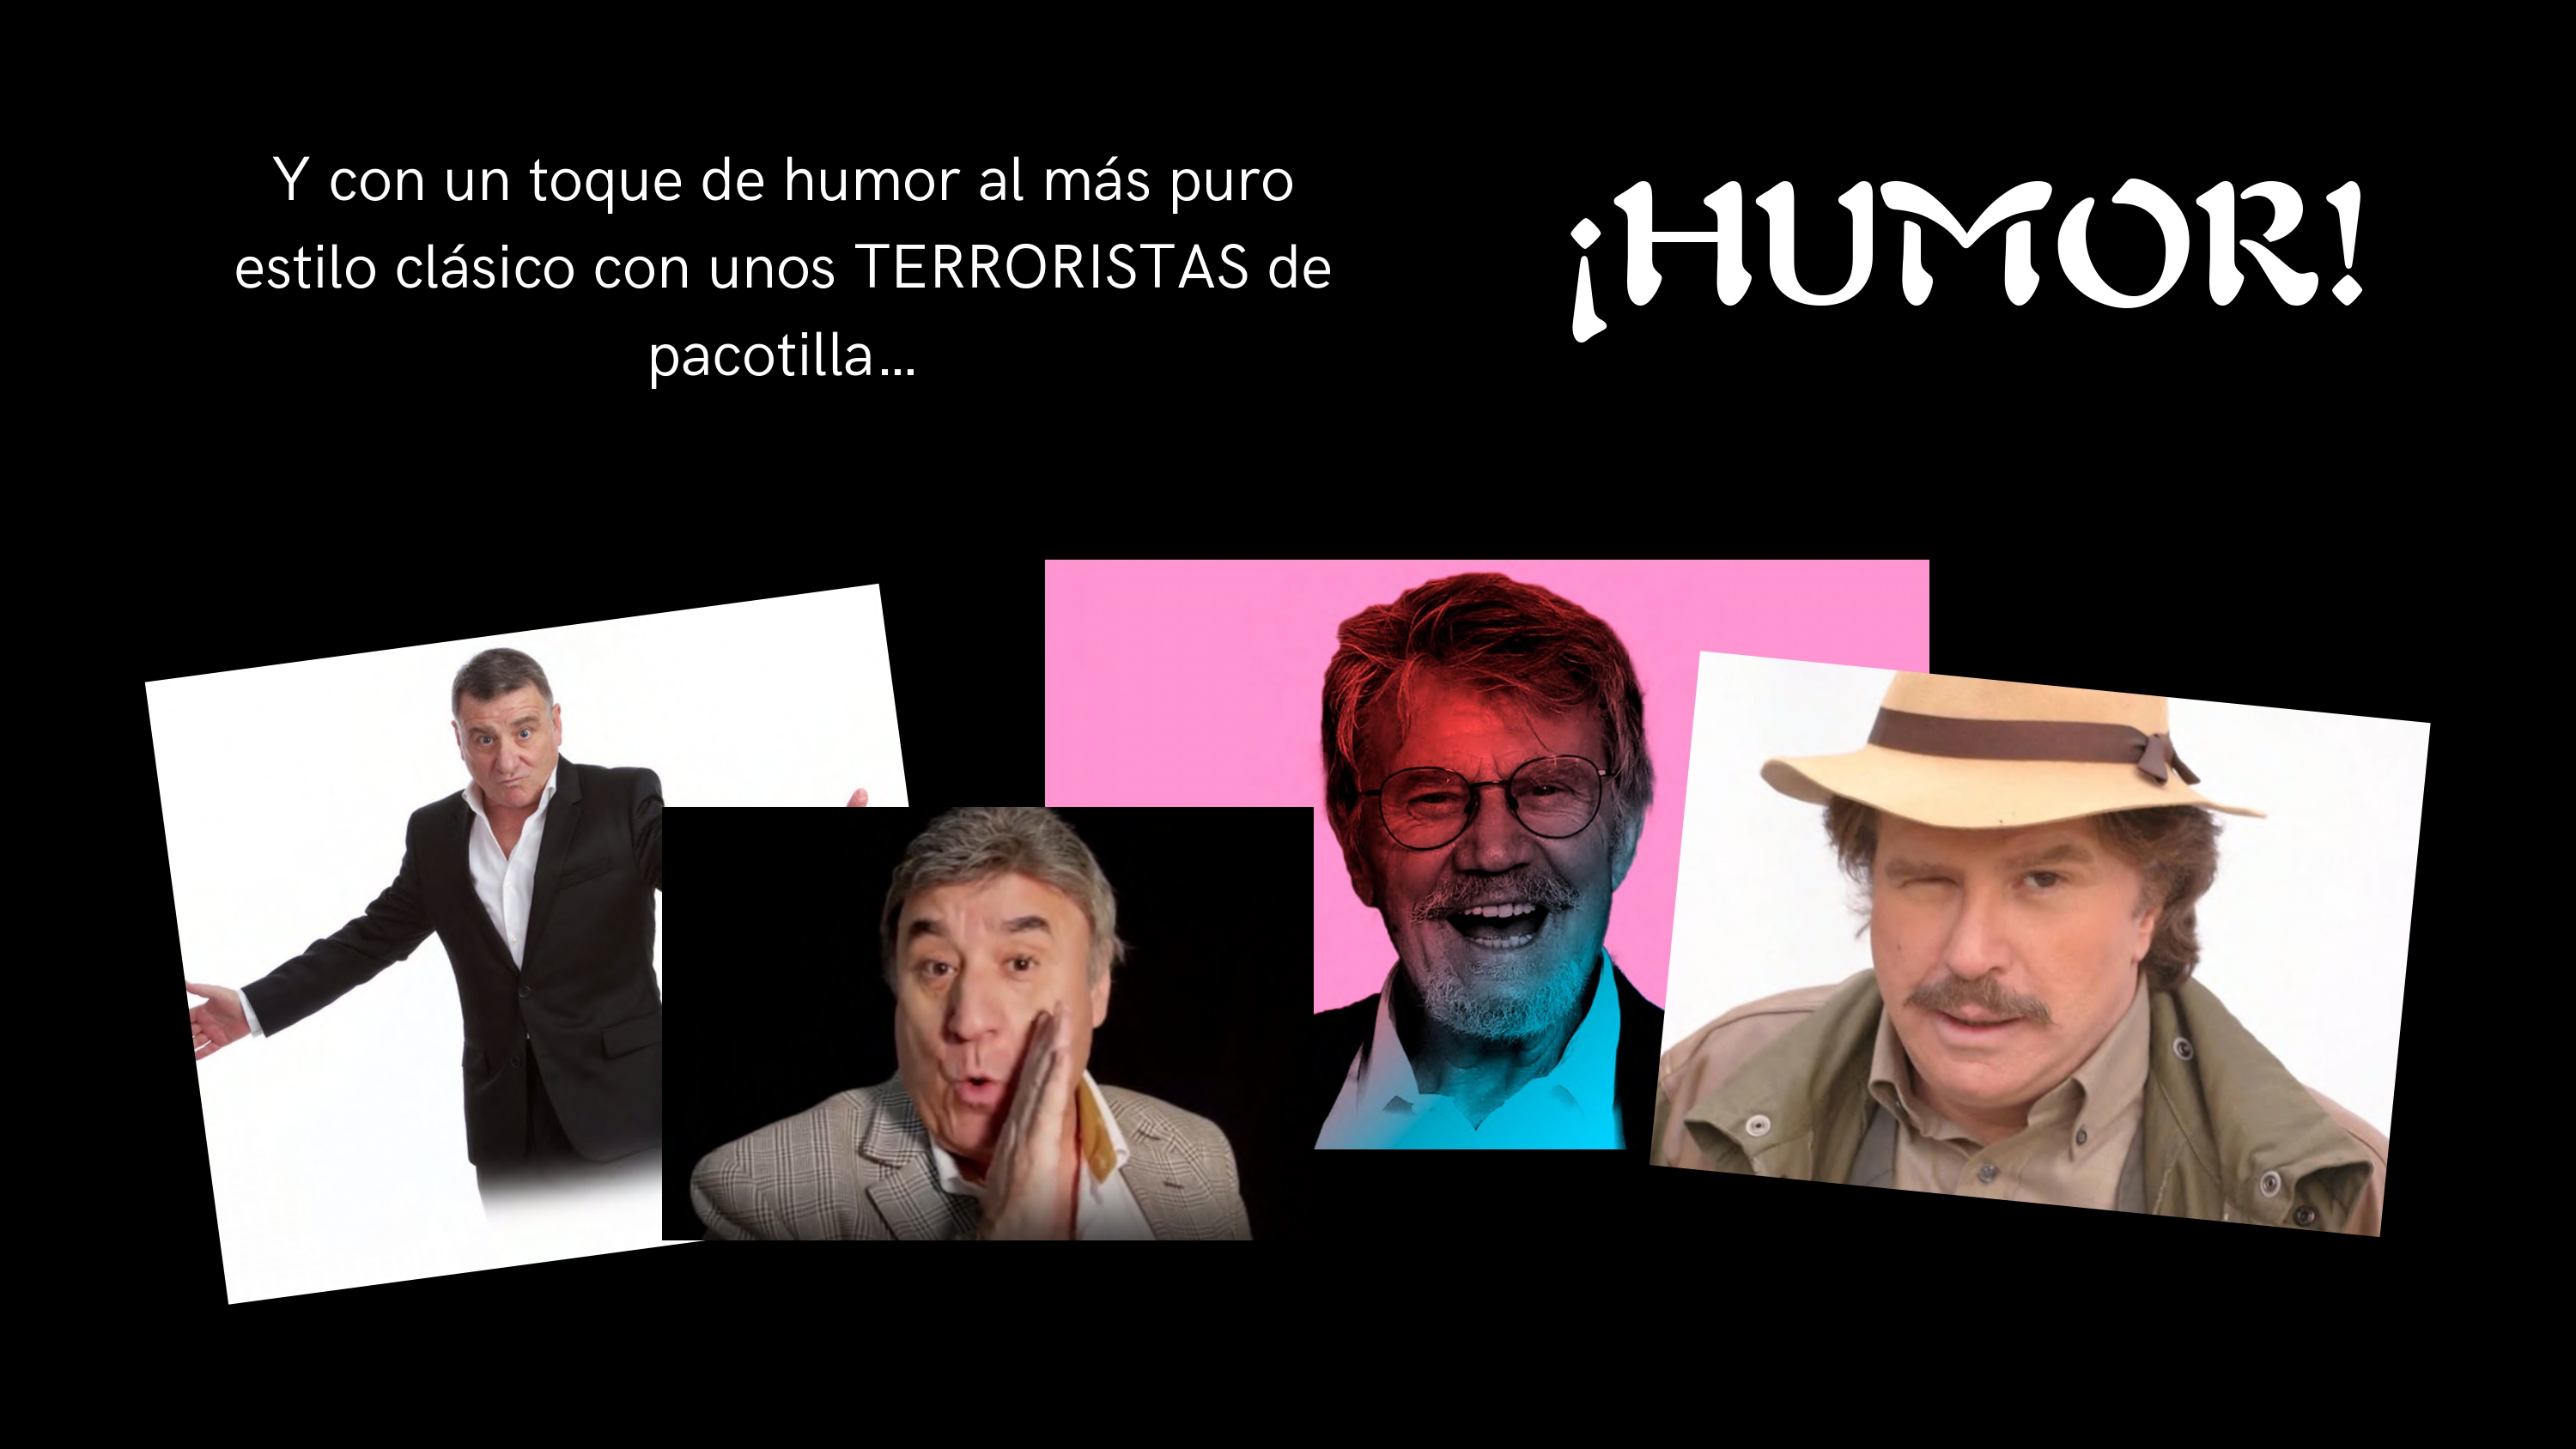 Y con un toque de humor al más puro
estilo clásico con unos TERRORISTAS de
pacotilla...
¡HUMOR!